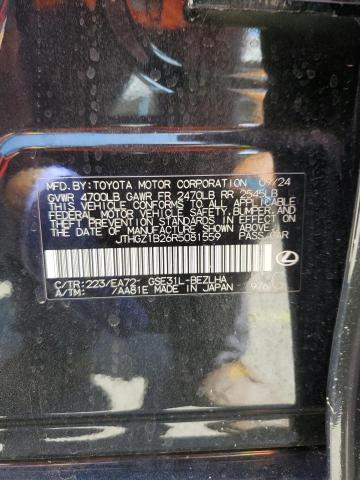 MFD.BY: TOYOTA MOTOR CORPORATION 09/24
GVWR 4700LB GAWR FR 2470LB RR 2545LB
THIS VEHICLE CONFORMS TO ALL APPLICABLE
FEDERAL MOTOR VEHICLE SAFETY, BUMPER, AND
THEFT PREVENTION STANDARDS IN EFFECT ON
THE DATE OF MANUFACTURE SHOWN ABOVE.
JTHGZ1B26R5081559 PASS.CAR
C/TR:223/EA72- GSE31L-BEZLHA
A/TM: /AA81E MADE IN JAPAN